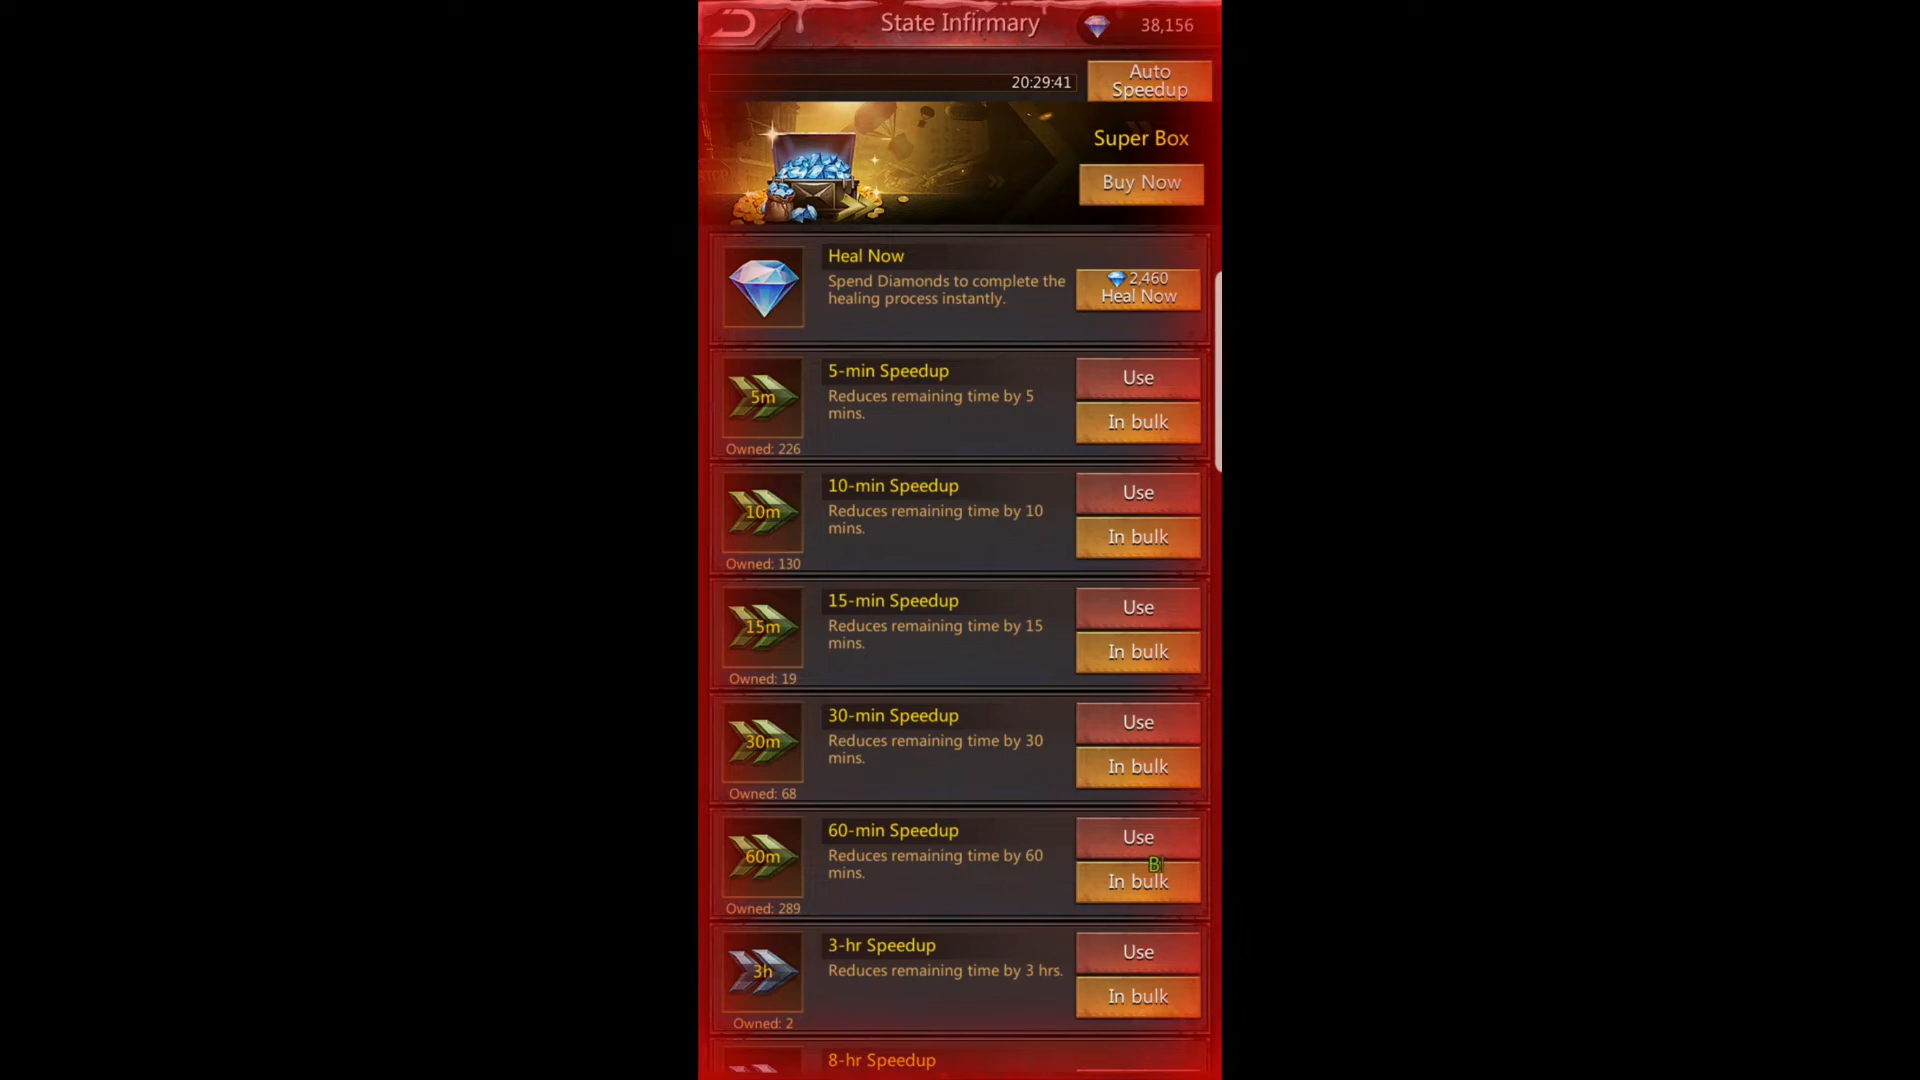 State Infirmary
38,156
20:29:41
Auto
Speedup
Super Box
Buy Now
Heal Now
Spend Diamonds to complete the
healing process instantly.
2,460
Heal Now
5-min Speedup
Reduces remaining time by 5
mins.
5m
Owned: 226
Use
In bulk
10-min Speedup
Reduces remaining time by 10
mins.
10m
Owned: 130
Use
In bulk
15-min Speedup
Reduces remaining time by 15
mins.
15m
Owned: 19
Use
In bulk
30-min Speedup
Reduces remaining time by 30
mins.
30m
Owned: 68
Use
In bulk
60-min Speedup
Reduces remaining time by 60
mins.
60m
Owned: 289
Use
B
In bulk
3-hr Speedup
Reduces remaining time by 3 hrs.
3h
Owned: 2
Use
In bulk
8-hr Speedup